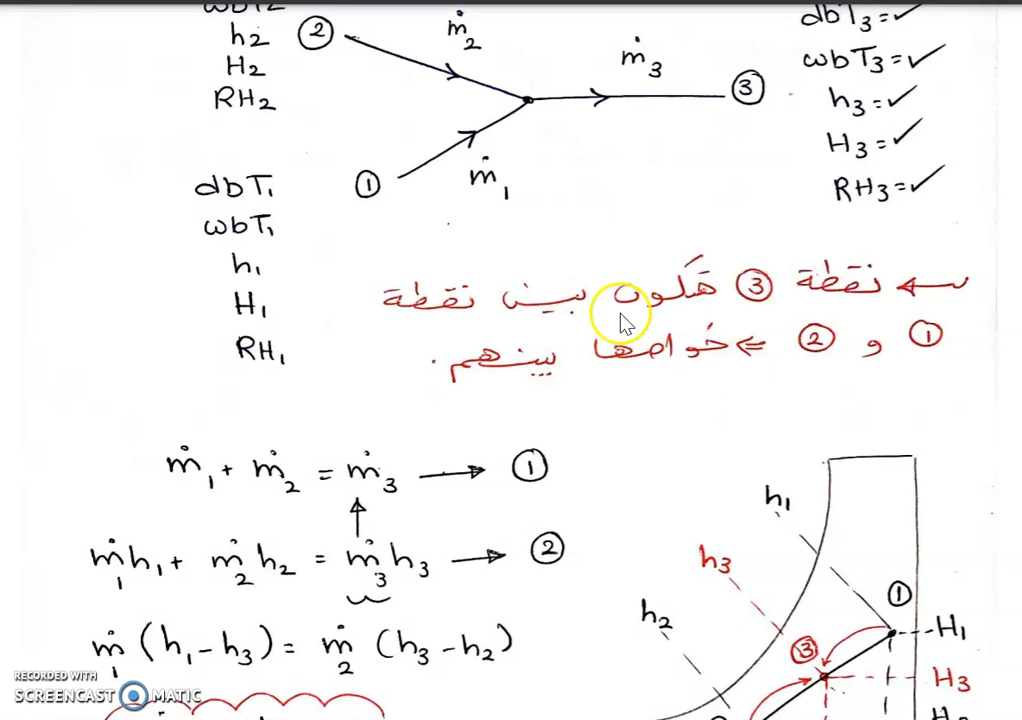 wbT2
h2
H2
RH2
②
ṁ2
ṁ3
③
dbT3 = ✓
wbT3 = ✓
h3 = ✓
H3 = ✓
RH3 = ✓
①
ṁ1
dbT1
wbT1
h1
H1
RH1
نقطة ③ هَكون بين نقطة
① و ② ⇐ خواصها بينهم.
ṁ1 + ṁ2 = ṁ3 → ①
ṁ1h1 + ṁ2h2 = ṁ3h3 → ②
ṁ1(h1 - h3) = ṁ2(h3 - h2)
h1
h3
h2
①
③
H1
H3
RECORDED WITH
SCREENCAST MATIC